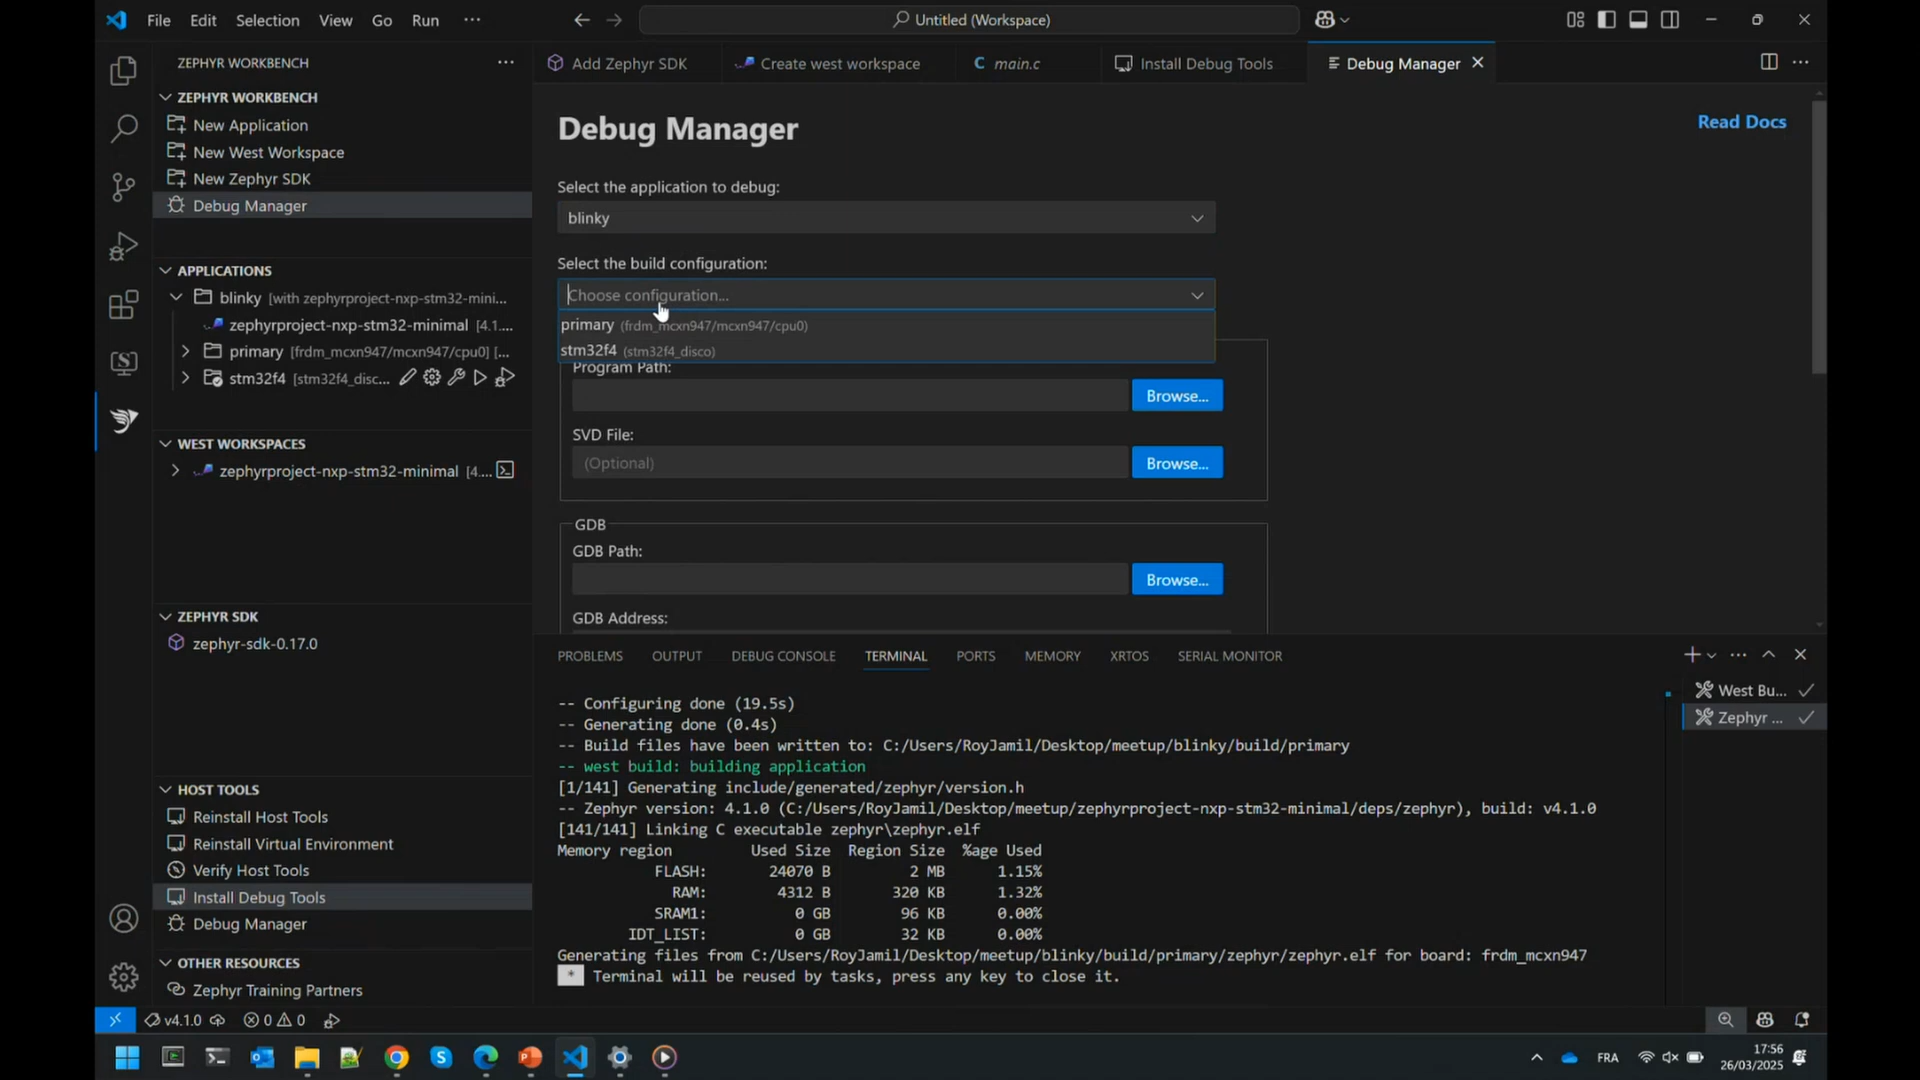 File Edit Selection View Go Run ··· Untitled (Workspace)
ZEPHYR WORKBENCH
Add Zephyr SDK
Create west workspace
C main.c
Install Debug Tools
Debug Manager
ZEPHYR WORKBENCH
New Application
New West Workspace
New Zephyr SDK
Debug Manager
APPLICATIONS
blinky [with zephyrproject-nxp-stm32-mini...
zephyrproject-nxp-stm32-minimal [4.1....
primary [frdm_mcxn947/mcxn947/cpu0] [...
stm32f4 [stm32f4_disc...
WEST WORKSPACES
zephyrproject-nxp-stm32-minimal [4....
ZEPHYR SDK
zephyr-sdk-0.17.0
HOST TOOLS
Reinstall Host Tools
Reinstall Virtual Environment
Verify Host Tools
Install Debug Tools
Debug Manager
OTHER RESOURCES
Zephyr Training Partners
Debug Manager
Read Docs
Select the application to debug:
blinky
Select the build configuration:
Choose configuration...
primary (frdm_mcxn947/mcxn947/cpu0)
stm32f4 (stm32f4_disco)
Program Path:
Browse...
SVD File:
(Optional)
Browse...
GDB
GDB Path:
Browse...
GDB Address:
PROBLEMS OUTPUT DEBUG CONSOLE TERMINAL PORTS MEMORY XRTOS SERIAL MONITOR
-- Configuring done (19.5s)
-- Generating done (0.4s)
-- Build files have been written to: C:/Users/RoyJamil/Desktop/meetup/blinky/build/primary
-- west build: building application
[1/141] Generating include/generated/zephyr/version.h
-- Zephyr version: 4.1.0 (C:/Users/RoyJamil/Desktop/meetup/zephyrproject-nxp-stm32-minimal/deps/zephyr), build: v4.1.0
[141/141] Linking C executable zephyr\zephyr.elf
Memory region Used Size Region Size %age Used
FLASH: 24070 B 2 MB 1.15%
RAM: 4312 B 320 KB 1.32%
SRAM1: 0 GB 96 KB 0.00%
IDT_LIST: 0 GB 32 KB 0.00%
Generating files from C:/Users/RoyJamil/Desktop/meetup/blinky/build/primary/zephyr/zephyr.elf for board: frdm_mcxn947
* Terminal will be reused by tasks, press any key to close it.
West Bu...
Zephyr ...
v4.1.0 0 0
FRA
17:56
26/03/2025